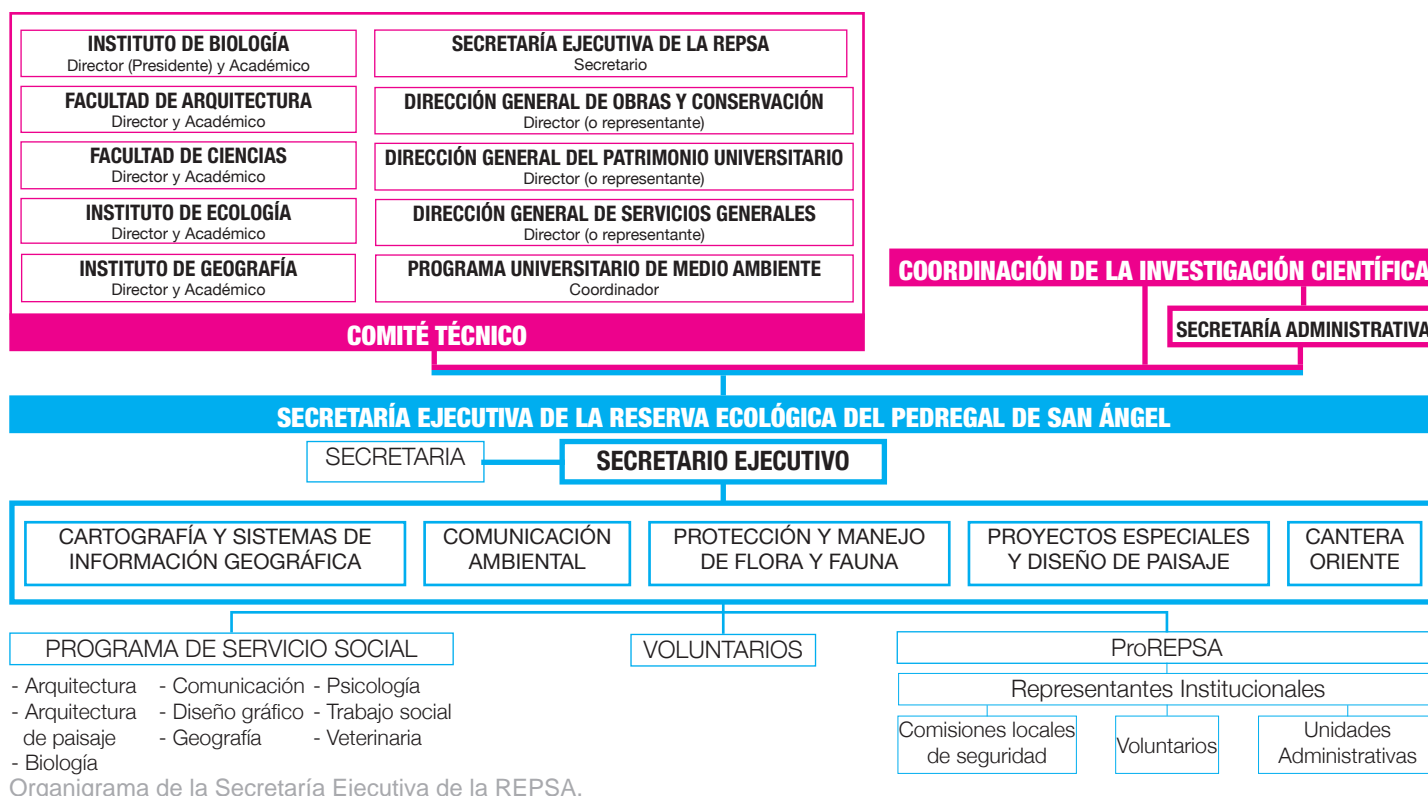 INSTITUTO DE BIOLOGÍA
Director (Presidente) y Académico
SECRETARÍA EJECUTIVA DE LA REPSA
Secretario
FACULTAD DE ARQUITECTURA
Director y Académico
DIRECCIÓN GENERAL DE OBRAS Y CONSERVACIÓN
Director (o representante)
FACULTAD DE CIENCIAS
Director y Académico
DIRECCIÓN GENERAL DEL PATRIMONIO UNIVERSITARIO
Director (o representante)
INSTITUTO DE ECOLOGÍA
Director y Académico
DIRECCIÓN GENERAL DE SERVICIOS GENERALES
Director (o representante)
INSTITUTO DE GEOGRAFÍA
Director y Académico
PROGRAMA UNIVERSITARIO DE MEDIO AMBIENTE
Coordinador
COMITÉ TÉCNICO
COORDINACIÓN DE LA INVESTIGACIÓN CIENTÍFICA
SECRETARÍA ADMINISTRATIVA
SECRETARÍA EJECUTIVA DE LA RESERVA ECOLÓGICA DEL PEDREGAL DE SAN ÁNGEL
SECRETARIA
SECRETARIO EJECUTIVO
CARTOGRAFÍA Y SISTEMAS DE
INFORMACIÓN GEOGRÁFICA
COMUNICACIÓN
AMBIENTAL
PROTECCIÓN Y MANEJO
DE FLORA Y FAUNA
PROYECTOS ESPECIALES
Y DISEÑO DE PAISAJE
CANTERA
ORIENTE
PROGRAMA DE SERVICIO SOCIAL
- Arquitectura
- Arquitectura
de paisaje
- Biología
- Comunicación
- Diseño gráfico
- Geografía
- Psicología
- Trabajo social
- Veterinaria
VOLUNTARIOS
ProREPSA
Representantes Institucionales
Comisiones locales
de seguridad
Voluntarios
Unidades
Administrativas
Organigrama de la Secretaría Ejecutiva de la REPSA.